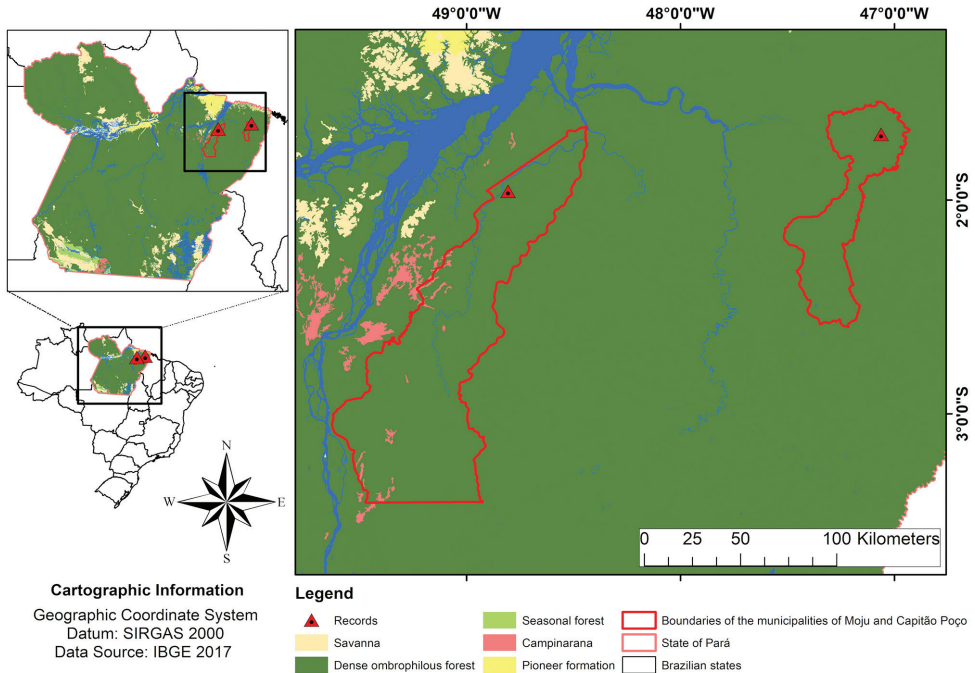 49°0'0"W 48°0'0"W 47°0'0"W
2°0'0"S
3°0'0"S
N
W E
S
0 25 50 100 Kilometers
Cartographic Information
Geographic Coordinate System
Datum: SIRGAS 2000
Data Source: IBGE 2017
Legend
Records
Savanna
Dense ombrophilous forest
Seasonal forest
Campinarana
Pioneer formation
Boundaries of the municipalities of Moju and Capitão Poço
State of Pará
Brazilian states